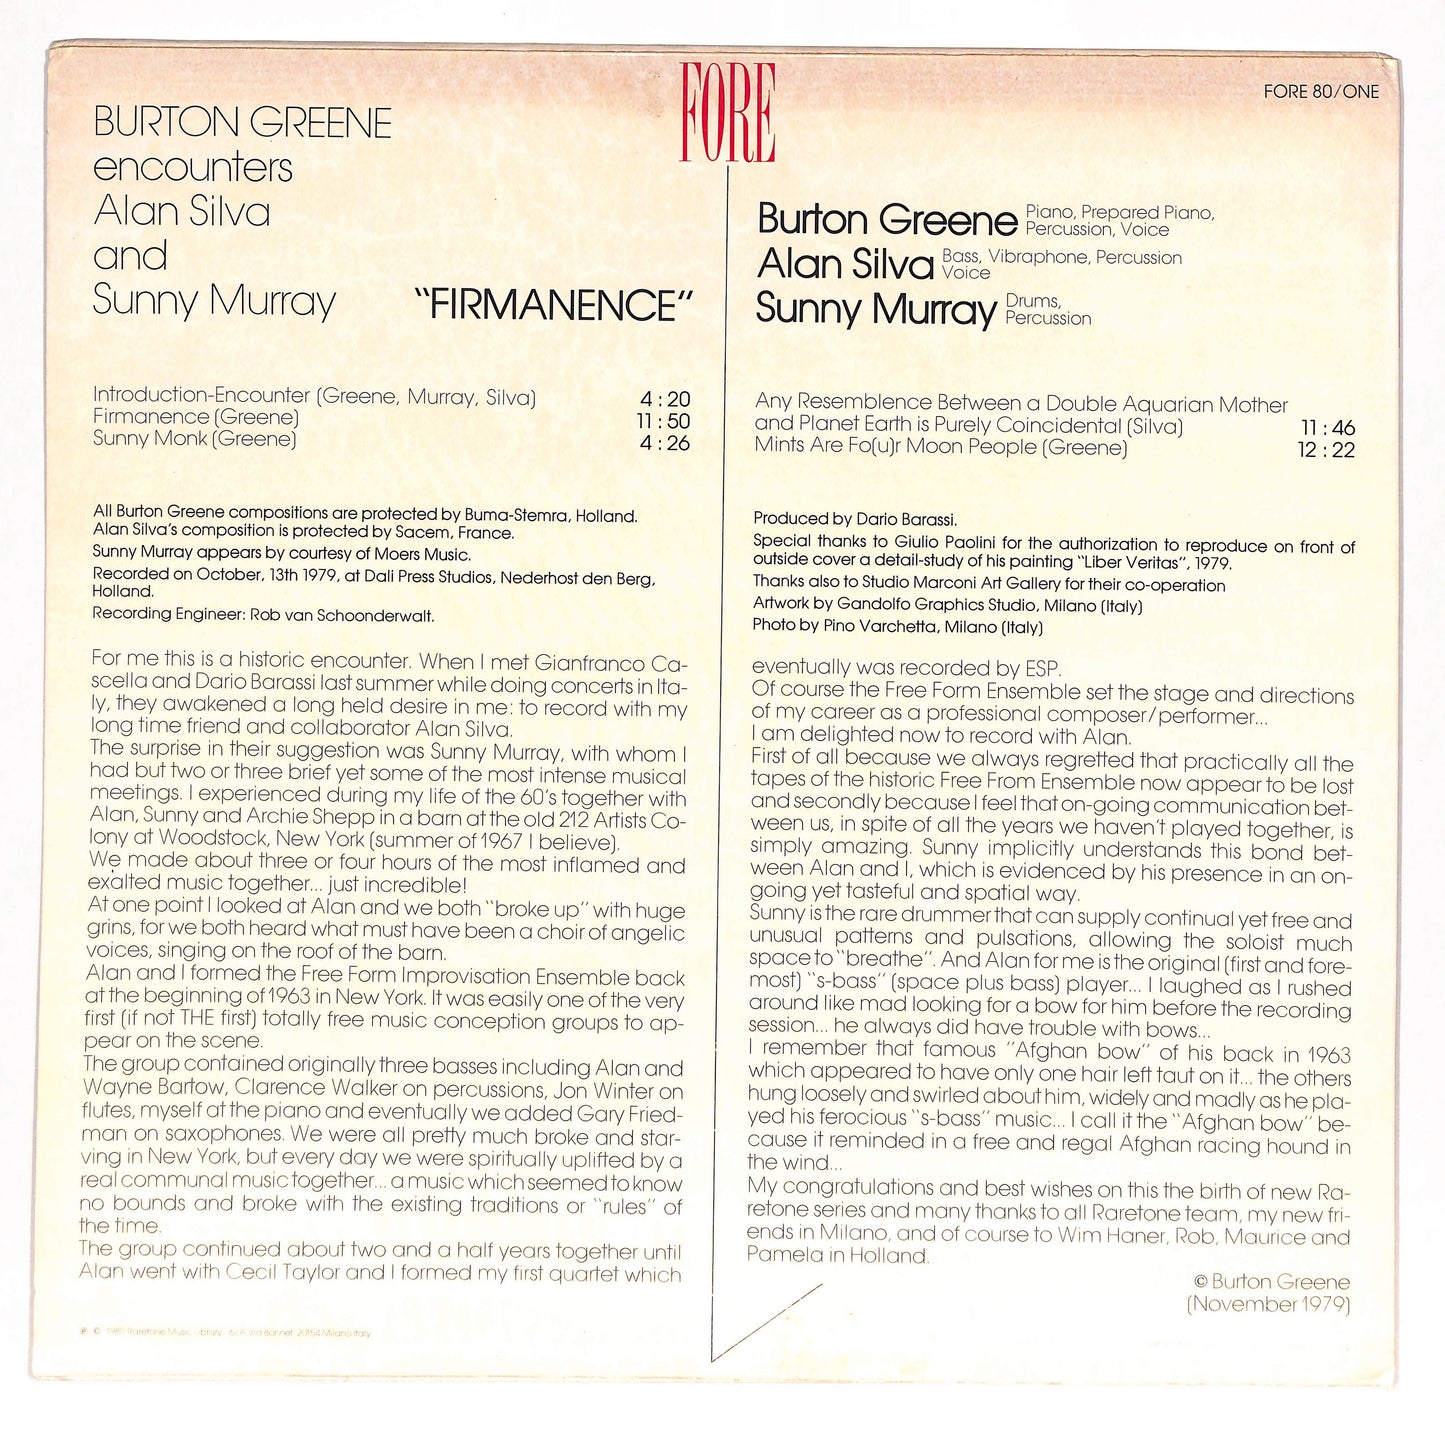 FORE
FORE 80/ONE
BURTON GREENE
encounters
Alan Silva
and
Sunny Murray
"FIRMANENCE"
Introduction-Encounter (Greene, Murray, Silva) 4:20
Firmanence (Greene) 11:50
Sunny Monk (Greene) 4:26
All Burton Greene compositions are protected by Buma-Stemra, Holland.
Alan Silva's composition is protected by Sacem, France.
Sunny Murray appears by courtesy of Moers Music.
Recorded on October, 13th 1979, at Dali Press Studios, Nederhost den Berg,
Holland.
Recording Engineer: Rob van Schoonderwalt.
For me this is a historic encounter. When I met Gianfranco Ca-
scella and Dario Barassi last summer while doing concerts in Ita-
ly, they awakened a long held desire in me: to record with my
long time friend and collaborator Alan Silva.
The surprise in their suggestion was Sunny Murray, with whom I
had but two or three brief yet some of the most intense musical
meetings. I experienced during my life of the 60's together with
Alan, Sunny and Archie Shepp in a barn at the old 212 Artists Co-
lony at Woodstock, New York (summer of 1967 I believe).
We made about three or four hours of the most inflamed and
exalted music together... just incredible!
At one point I looked at Alan and we both "broke up" with huge
grins, for we both heard what must have been a choir of angelic
voices, singing on the roof of the barn.
Alan and I formed the Free Form Improvisation Ensemble back
at the beginning of 1963 in New York. It was easily one of the very
first (if not THE first) totally free music conception groups to ap-
pear on the scene.
The group contained originally three basses including Alan and
Wayne Bartow, Clarence Walker on percussions, Jon Winter on
flutes, myself at the piano and eventually we added Gary Fried-
man on saxophones. We were all pretty much broke and star-
ving in New York, but every day we were spiritually uplifted by a
real communal music together... a music which seemed to know
no bounds and broke with the existing traditions or "rules" of
the time.
The group continued about two and a half years together until
Alan went with Cecil Taylor and I formed my first quartet which
℗ © 1980 Raretone Music Library 67A via Bonnet 20154 Milano Italy
Burton Greene Piano, Prepared Piano,
Percussion, Voice
Alan Silva Bass, Vibraphone, Percussion
Voice
Sunny Murray Drums,
Percussion
Any Resemblence Between a Double Aquarian Mother
and Planet Earth is Purely Coincidental (Silva) 11:46
Mints Are Fo(u)r Moon People (Greene) 12:22
Produced by Dario Barassi.
Special thanks to Giulio Paolini for the authorization to reproduce on front of
outside cover a detail-study of his painting "Liber Veritas", 1979.
Thanks also to Studio Marconi Art Gallery for their co-operation
Artwork by Gandolfo Graphics Studio, Milano (Italy)
Photo by Pino Varchetta, Milano (Italy)
eventually was recorded by ESP.
Of course the Free Form Ensemble set the stage and directions
of my career as a professional composer/performer...
I am delighted now to record with Alan.
First of all because we always regretted that practically all the
tapes of the historic Free From Ensemble now appear to be lost
and secondly because I feel that on-going communication bet-
ween us, in spite of all the years we haven't played together, is
simply amazing. Sunny implicitly understands this bond bet-
ween Alan and I, which is evidenced by his presence in an on-
going yet tasteful and spatial way.
Sunny is the rare drummer that can supply continual yet free and
unusual patterns and pulsations, allowing the soloist much
space to "breathe". And Alan for me is the original (first and fore-
most) "s-bass" (space plus bass) player... I laughed as I rushed
around like mad looking for a bow for him before the recording
session... he always did have trouble with bows...
I remember that famous "Afghan bow" of his back in 1963
which appeared to have only one hair left taut on it... the others
hung loosely and swirled about him, widely and madly as he pla-
yed his ferocious "s-bass" music... I call it the "Afghan bow" be-
cause it reminded in a free and regal Afghan racing hound in
the wind...
My congratulations and best wishes on this the birth of new Ra-
retone series and many thanks to all Raretone team, my new fri-
ends in Milano, and of course to Wim Haner, Rob, Maurice and
Pamela in Holland.
© Burton Greene
(November 1979)